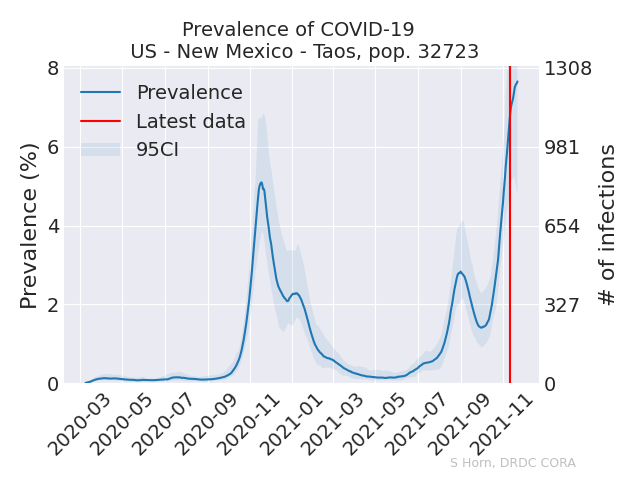 Prevalence of COVID-19
US - New Mexico - Taos, pop. 32723
Prevalence
Latest data
95CI
Prevalence (%)
8
6
4
2
0
1308
981
654
327
0
# of infections
2020-03
2020-05
2020-07
2020-09
2020-11
2021-01
2021-03
2021-05
2021-07
2021-09
2021-11
S Horn, DRDC CORA